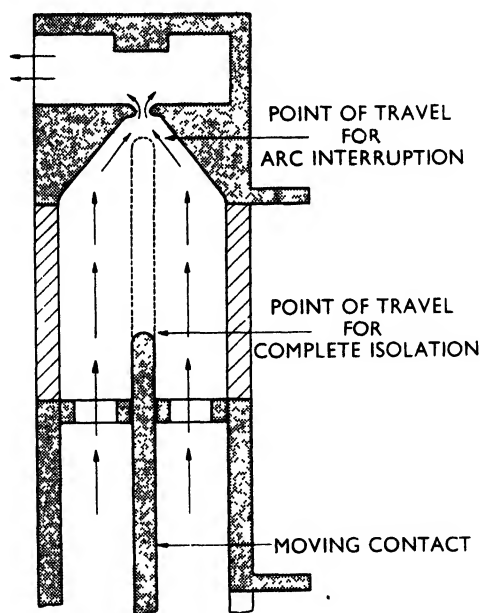 POINT OF TRAVEL
FOR
ARC INTERRUPTION
POINT OF TRAVEL
FOR
COMPLETE ISOLATION
MOVING CONTACT